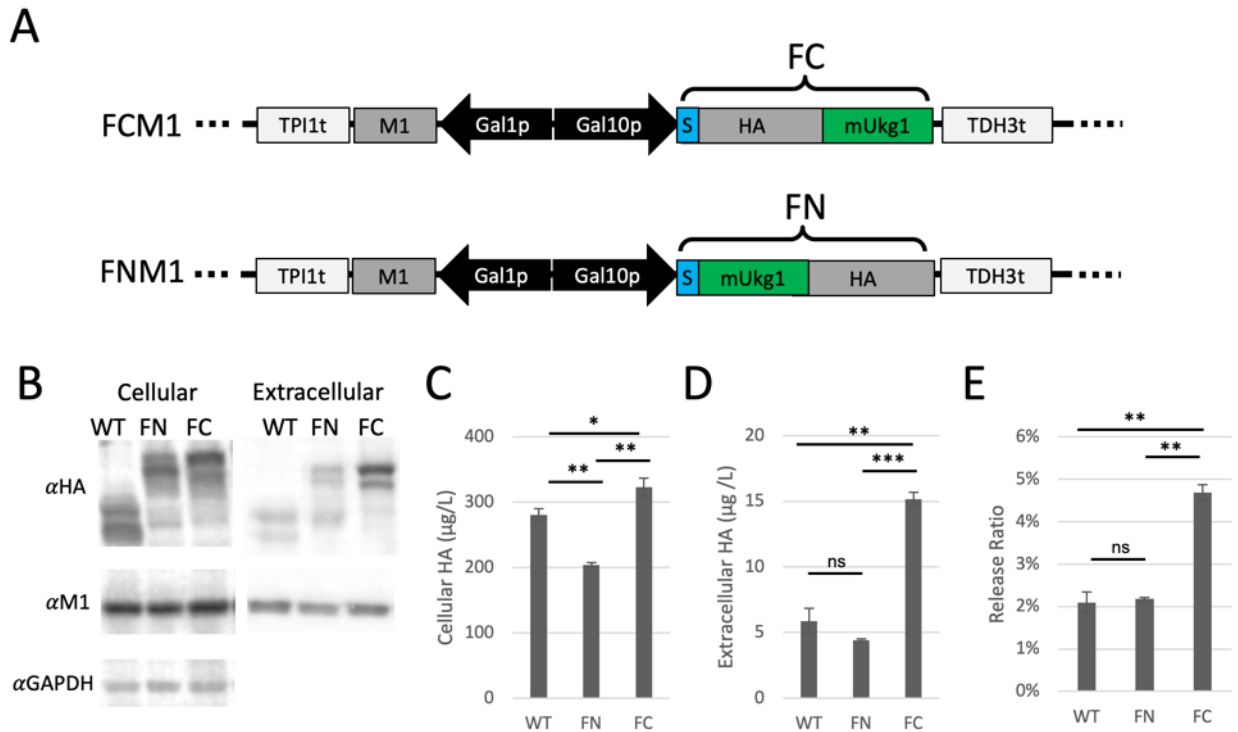 A
FC
FCM1
TPI1t M1 Gal1p Gal10p S HA mUkg1 TDH3t
FN
FNM1
TPI1t M1 Gal1p Gal10p S mUkg1 HA TDH3t
B
Cellular Extracellular
WT FN FC WT FN FC
αHA
αM1
αGAPDH
C
Cellular HA (µg/L)
400
300
200
100
0
*
**
**
WT FN FC
D
Extracellular HA (µg /L)
20
15
10
5
0
**
***
ns
WT FN FC
E
Release Ratio
6%
5%
4%
3%
2%
1%
0%
**
**
ns
WT FN FC